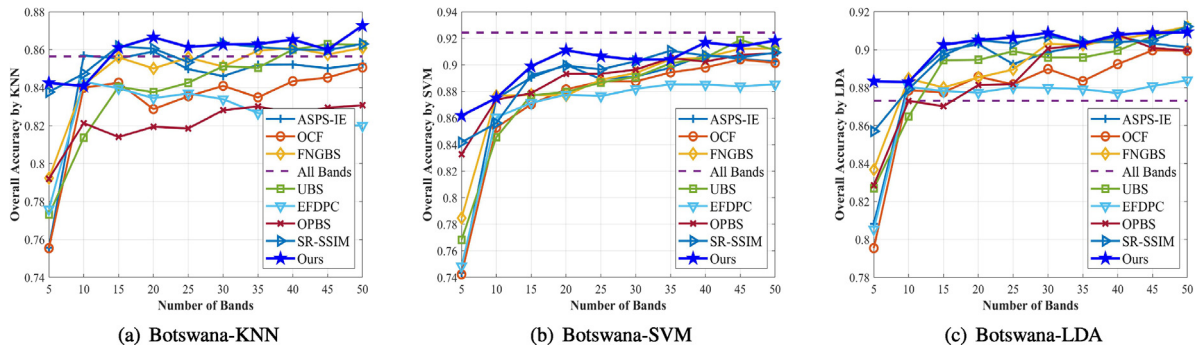 Overall Accuracy by KNN
0.88
0.86
0.84
0.82
0.8
0.78
0.76
0.74
5 10 15 20 25 30 35 40 45 50
Number of Bands
ASPS-IE
OCF
FNGBS
All Bands
UBS
EFDPC
OPBS
SR-SSIM
Ours
(a) Botswana-KNN
Overall Accuracy by SVM
0.94
0.92
0.9
0.88
0.86
0.84
0.82
0.8
0.78
0.76
0.74
5 10 15 20 25 30 35 40 45 50
Number of Bands
ASPS-IE
OCF
FNGBS
All Bands
UBS
EFDPC
OPBS
SR-SSIM
Ours
(b) Botswana-SVM
Overall Accuracy by LDA
0.92
0.9
0.88
0.86
0.84
0.82
0.8
0.78
5 10 15 20 25 30 35 40 45 50
Number of Bands
ASPS-IE
OCF
FNGBS
All Bands
UBS
EFDPC
OPBS
SR-SSIM
Ours
(c) Botswana-LDA